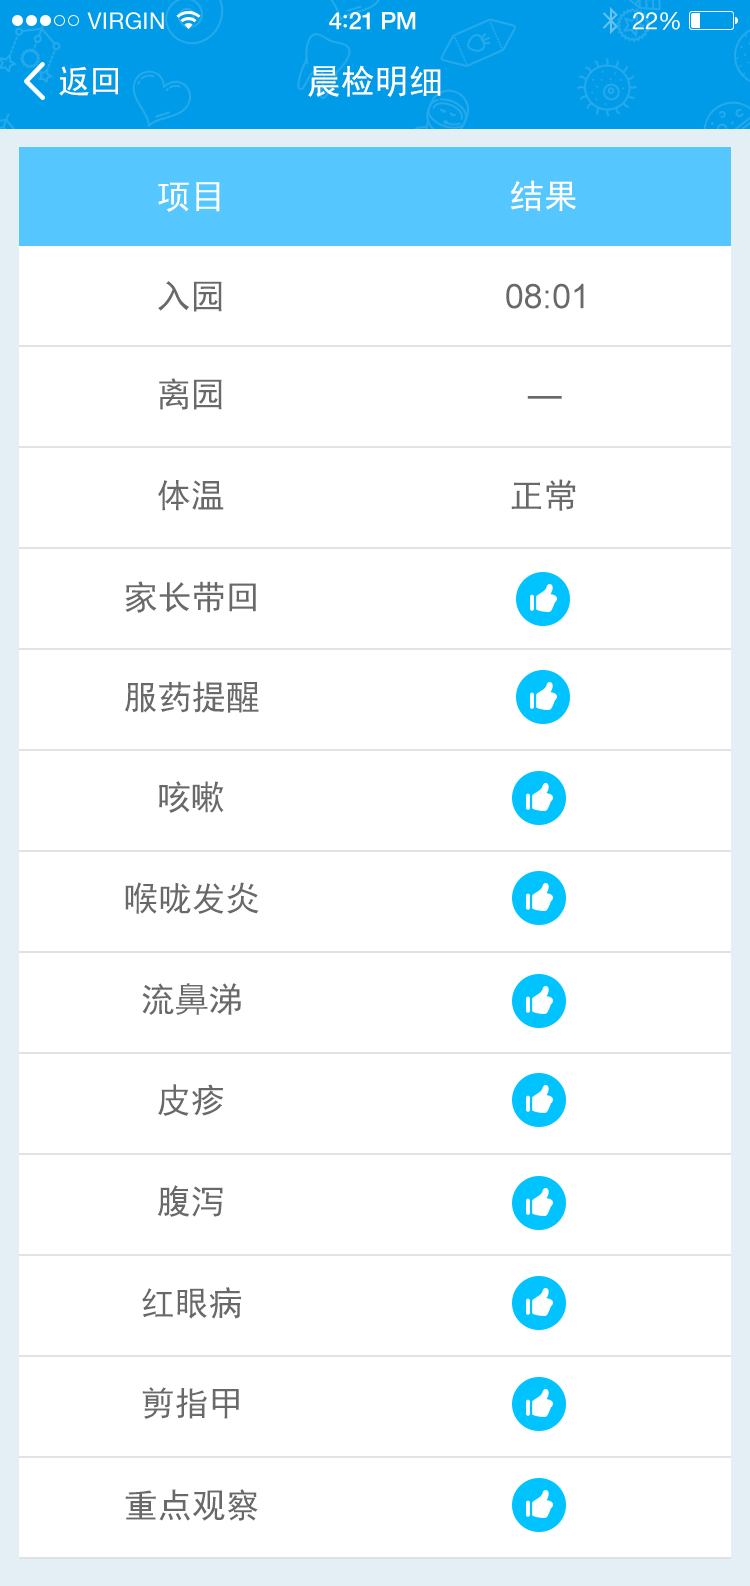 VIRGIN 4:21 PM 22%
返回 晨检明细
项目 结果
入园 08:01
离园 —
体温 正常
家长带回
服药提醒
咳嗽
喉咙发炎
流鼻涕
皮疹
腹泻
红眼病
剪指甲
重点观察